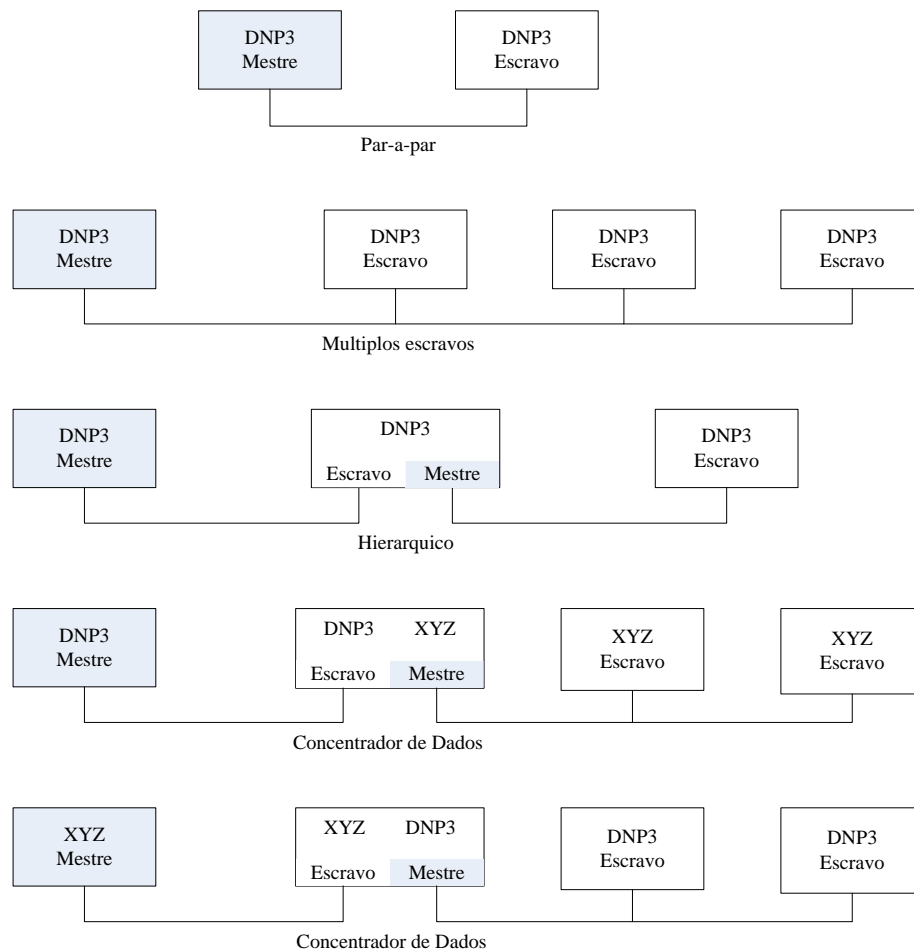 DNP3
Mestre
DNP3
Escravo
Par-a-par
DNP3
Mestre
DNP3
Escravo
DNP3
Escravo
DNP3
Escravo
Multiplos escravos
DNP3
Mestre
DNP3
Escravo Mestre
DNP3
Escravo
Hierarquico
DNP3
Mestre
DNP3 XYZ
Escravo Mestre
XYZ
Escravo
XYZ
Escravo
Concentrador de Dados
XYZ
Mestre
XYZ DNP3
Escravo Mestre
DNP3
Escravo
DNP3
Escravo
Concentrador de Dados